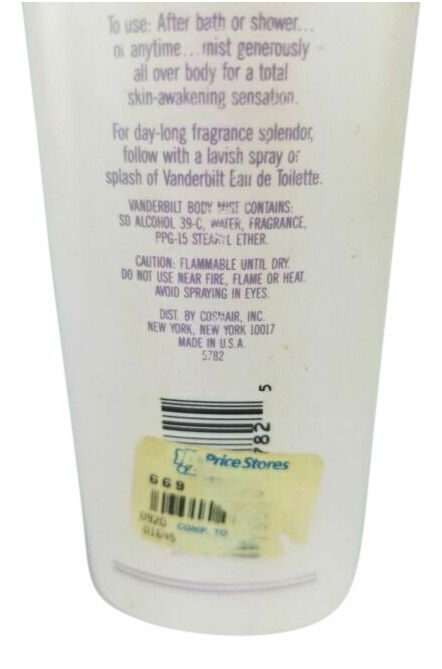 To use: After bath or shower...
or anytime...mist generously
all over body for a total
skin-awakening sensation.
For day-long fragrance splendor,
follow with a lavish spray or
splash of Vanderbilt Eau de Toilette.
VANDERBILT BODY MIST CONTAINS:
SD ALCOHOL 39-C, WATER, FRAGRANCE,
PPG-15 STEARYL ETHER.
CAUTION: FLAMMABLE UNTIL DRY.
DO NOT USE NEAR FIRE, FLAME OR HEAT.
AVOID SPRAYING IN EYES.
DIST. BY COSMAIR, INC.
NEW YORK, NEW YORK 10017
MADE IN U.S.A.
5782
5
782
Price Stores
669
0920 COMP. TO